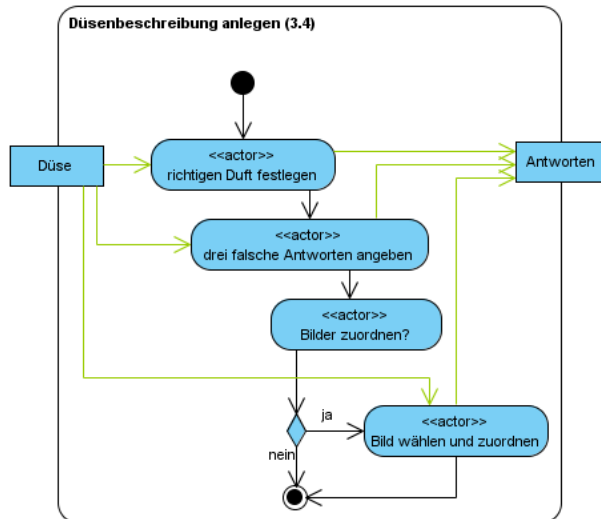 Düsenbeschreibung anlegen (3.4)
<<actor>>
richtigen Duft festlegen
Düse
Antworten
<<actor>>
drei falsche Antworten angeben
<<actor>>
Bilder zuordnen?
ja
<<actor>>
Bild wählen und zuordnen
nein